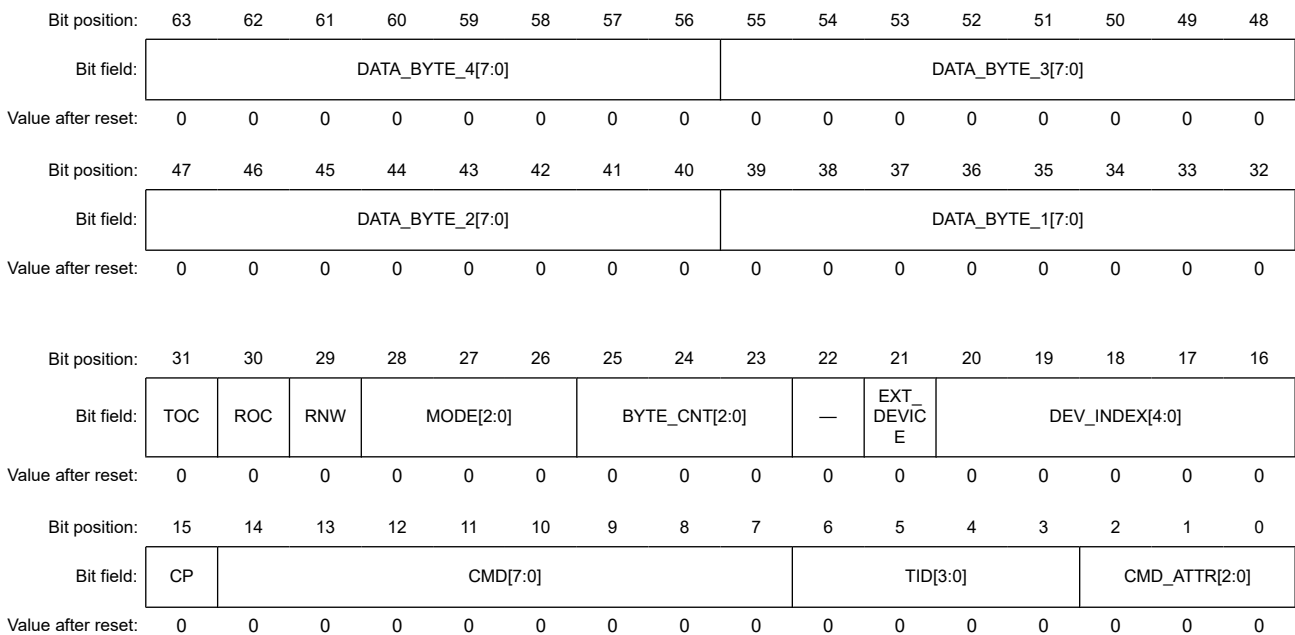 Bit position: 63 62 61 60 59 58 57 56 55 54 53 52 51 50 49 48
Bit field: DATA_BYTE_4[7:0] DATA_BYTE_3[7:0]
Value after reset: 0 0 0 0 0 0 0 0 0 0 0 0 0 0 0 0
Bit position: 47 46 45 44 43 42 41 40 39 38 37 36 35 34 33 32
Bit field: DATA_BYTE_2[7:0] DATA_BYTE_1[7:0]
Value after reset: 0 0 0 0 0 0 0 0 0 0 0 0 0 0 0 0
Bit position: 31 30 29 28 27 26 25 24 23 22 21 20 19 18 17 16
Bit field: TOC ROC RNW MODE[2:0] BYTE_CNT[2:0] — EXT_
DEVIC
E DEV_INDEX[4:0]
Value after reset: 0 0 0 0 0 0 0 0 0 0 0 0 0 0 0 0
Bit position: 15 14 13 12 11 10 9 8 7 6 5 4 3 2 1 0
Bit field: CP CMD[7:0] TID[3:0] CMD_ATTR[2:0]
Value after reset: 0 0 0 0 0 0 0 0 0 0 0 0 0 0 0 0